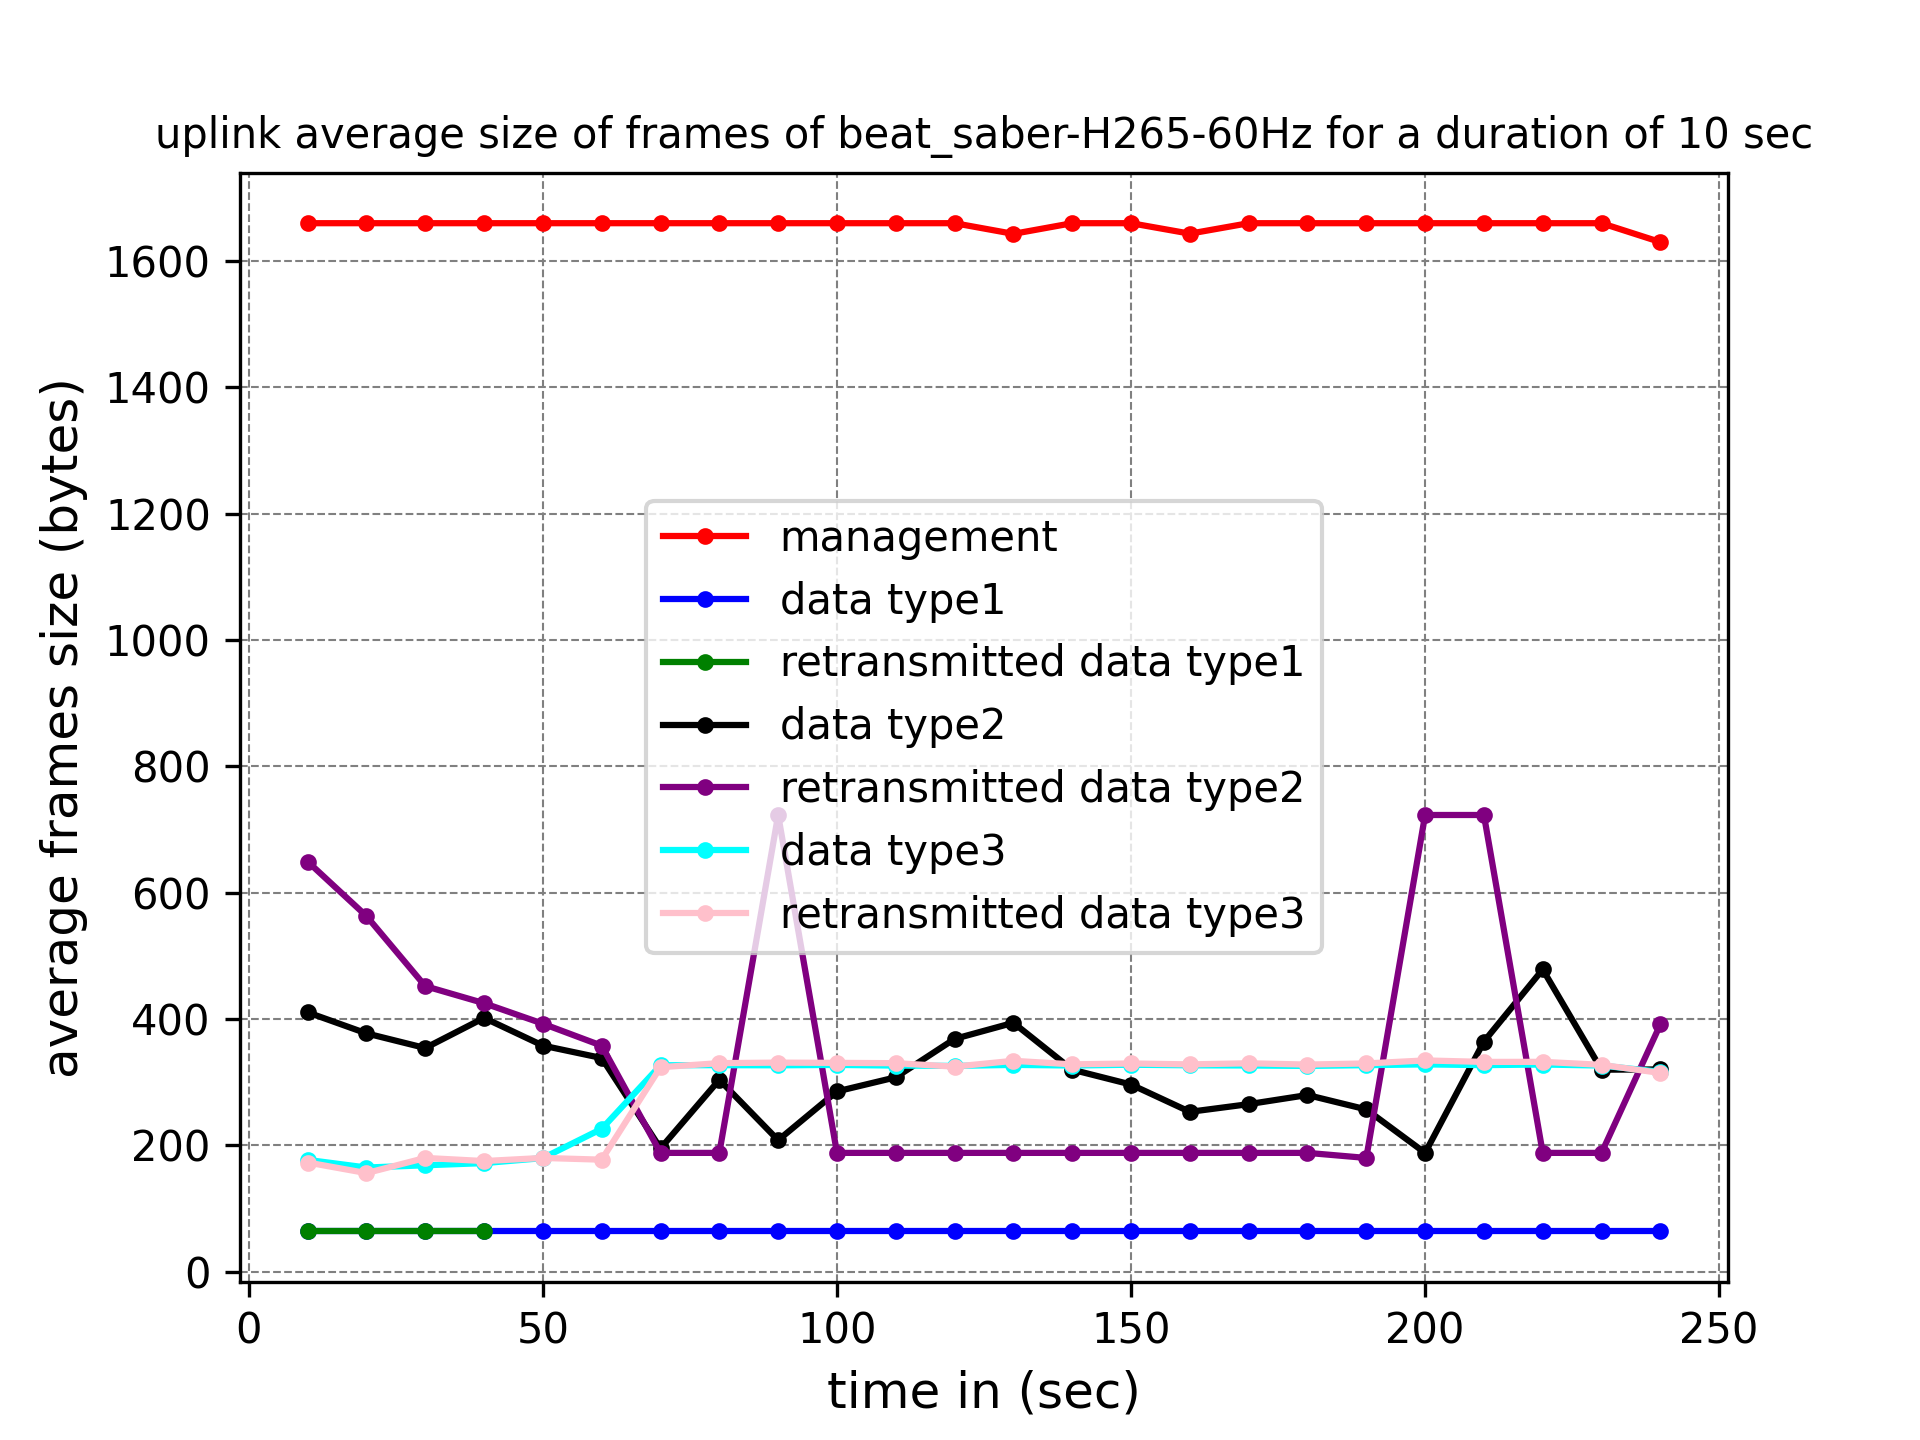 uplink average size of frames of beat_saber-H265-60Hz for a duration of 10 sec
average frames size (bytes)
1600
1400
1200
1000
800
600
400
200
0
management
data type1
retransmitted data type1
data type2
retransmitted data type2
data type3
retransmitted data type3
0 50 100 150 200 250
time in (sec)